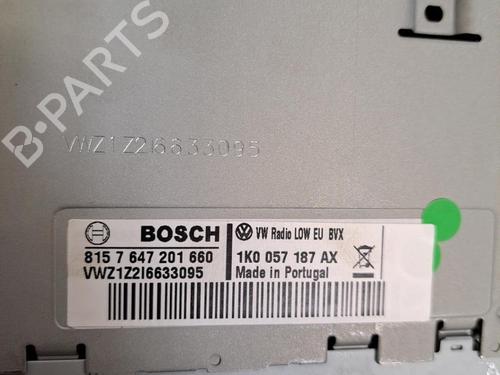 B-PARTS
VWZ1Z2I6633095
BOSCH
VW Radio LOW EU BVX
815 7 647 201 660
1K0 057 187 AX
VWZ1Z2I6633095
Made in Portugal